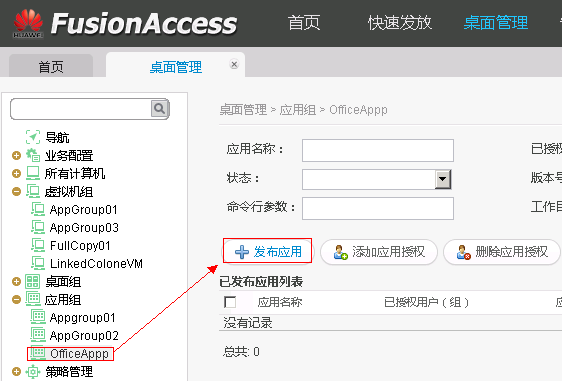 HUAWEI FusionAccess 首页 快速发放 桌面管理
首页 桌面管理
桌面管理 > 应用组 > OfficeAppp
导航
业务配置
所有计算机
虚拟机组
AppGroup01
AppGroup03
FullCopy01
LinkedColoneVM
桌面组
应用组
Appgroup01
AppGroup02
OfficeAppp
策略管理
应用名称： 已授权
状态： 版本号
命令行参数： 工作目
发布应用 添加应用授权 删除应用授权
已发布应用列表
应用名称 已授权用户（组）
没有记录
总共: 0